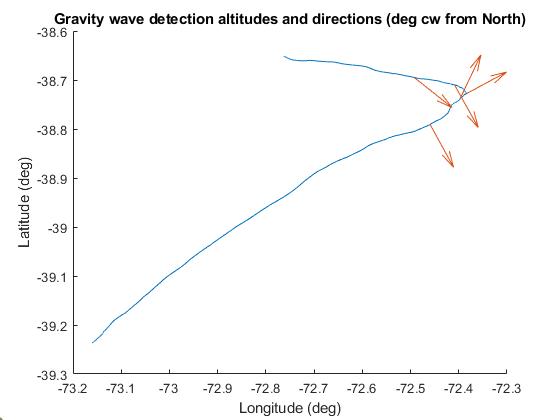 Gravity wave detection altitudes and directions (deg cw from North)
-38.6
-38.7
-38.8
-38.9
-39
-39.1
-39.2
-39.3
Latitude (deg)
-73.2 -73.1 -73 -72.9 -72.8 -72.7 -72.6 -72.5 -72.4 -72.3
Longitude (deg)